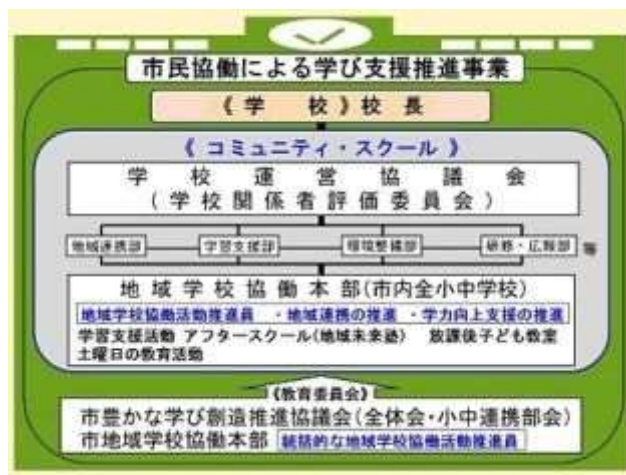 市民協働による学び支援推進事業
《 学 校 》 校 長
《 コミュニティ・スクール 》
学 校 運 営 協 議 会
( 学 校 関 係 者 評 価 委 員 会 )
地域連携部 学習支援部 環境整備部 研修・広報部 等
地 域 学 校 協 働 本 部 (市内全小中学校)
地域学校協働活動推進員 ・地域連携の推進 ・学力向上支援の推進
学習支援活動 アフタースクール(地域未来塾) 放課後子ども教室
土曜日の教育活動
《教育委員会》
市豊かな学び創造推進協議会(全体会・小中連携部会)
市地域学校協働本部 統括的な地域学校協働活動推進員